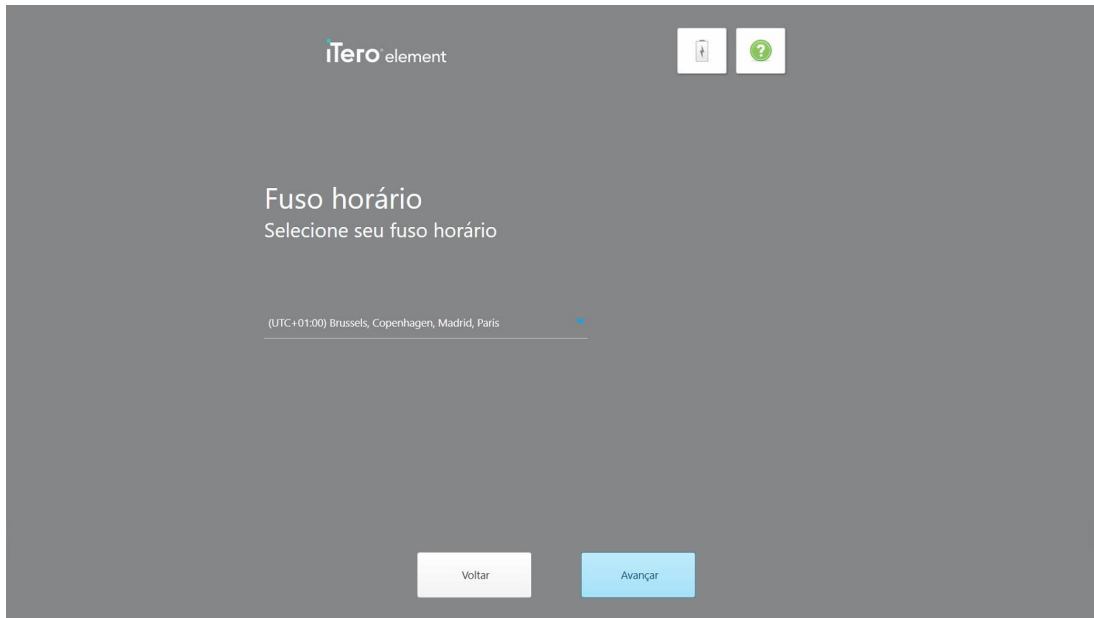 iTero element
?
Fuso horário
Selecione seu fuso horário
(UTC+01:00) Brussels, Copenhagen, Madrid, Paris
Voltar
Avançar